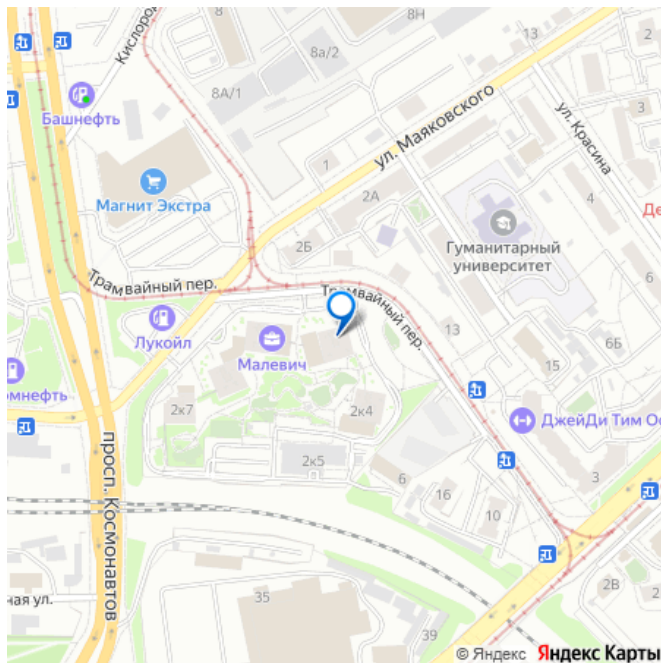 8
8Н
13
2
Кислород
8а/2
8А/1
Башнефть
ул. Маяковского
ул. Красина
1
Магнит Экстра
2А
4
Де
2Б
Гуманитарный
университет
Трамвайный пер.
Трамвайный пер.
6
Лукойл
13
6Б
Малевич
15
омнефть
2к7
2к4
ДжейДи Тим Ос
просп. Космонавтов
2к5
6
3
16
10
2В
ная ул.
35
39
© Яндекс Яндекс Карты